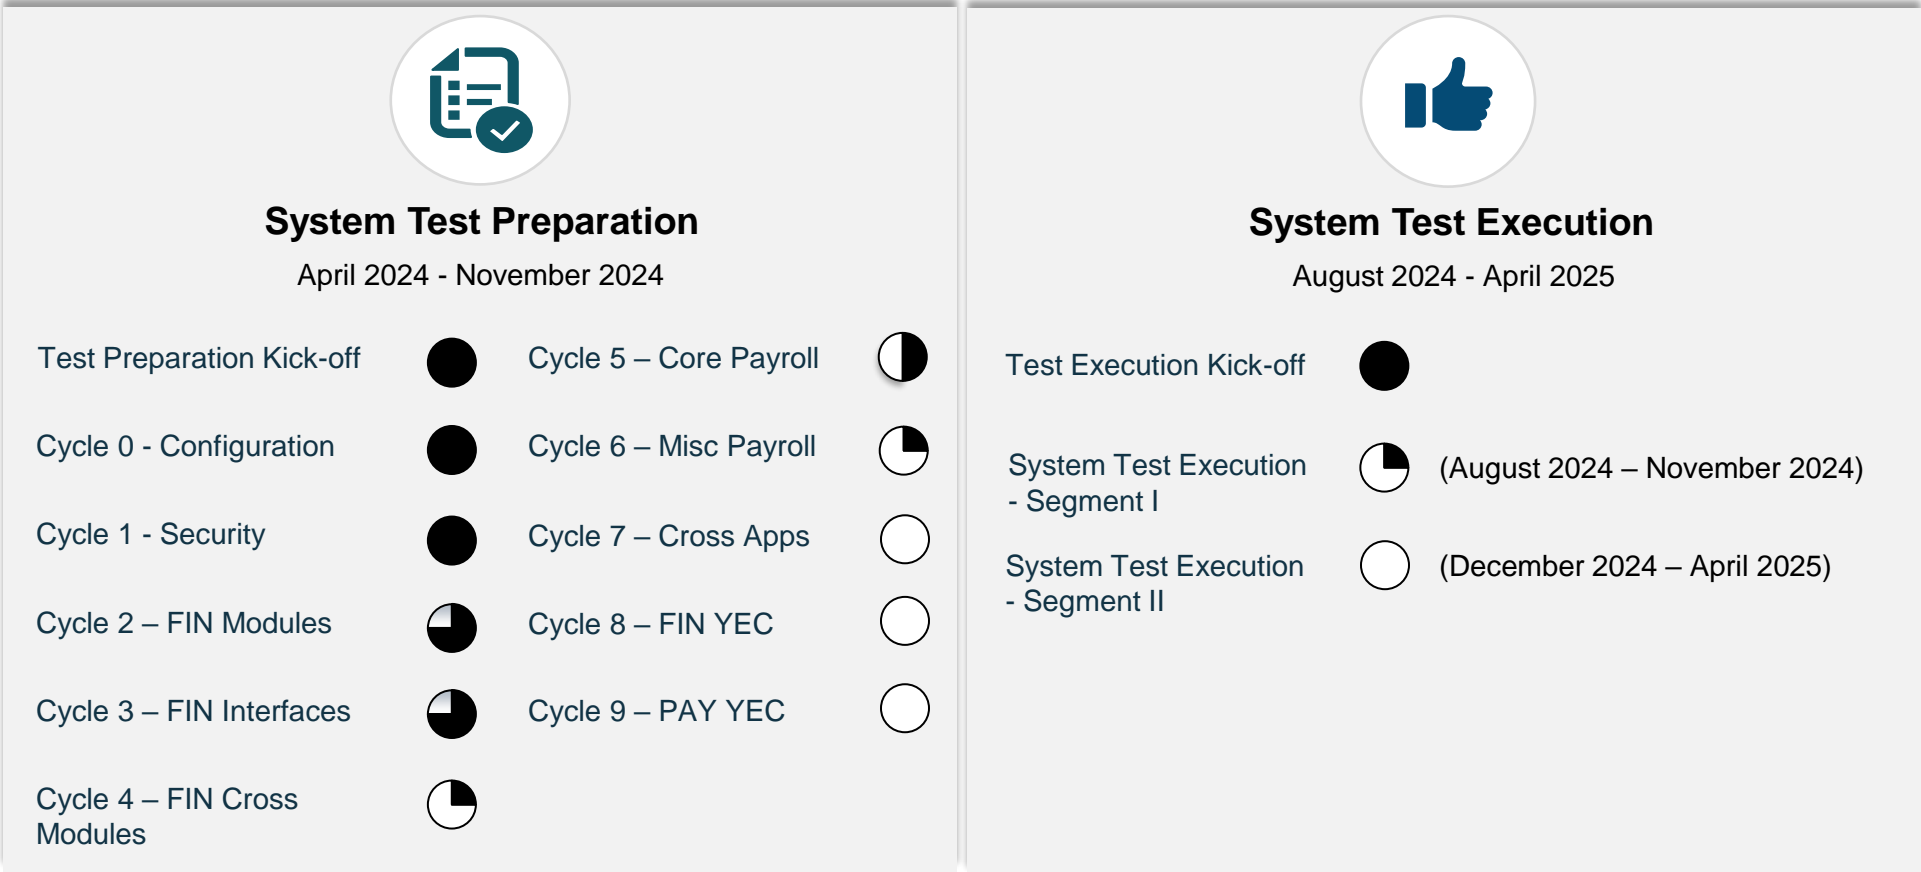 System Test Preparation
April 2024 - November 2024
Test Preparation Kick-off
Cycle 0 - Configuration
Cycle 1 - Security
Cycle 2 – FIN Modules
Cycle 3 – FIN Interfaces
Cycle 4 – FIN Cross
Modules
Cycle 5 – Core Payroll
Cycle 6 – Misc Payroll
Cycle 7 – Cross Apps
Cycle 8 – FIN YEC
Cycle 9 – PAY YEC
System Test Execution
August 2024 - April 2025
Test Execution Kick-off
System Test Execution
- Segment I
(August 2024 – November 2024)
System Test Execution
- Segment II
(December 2024 – April 2025)